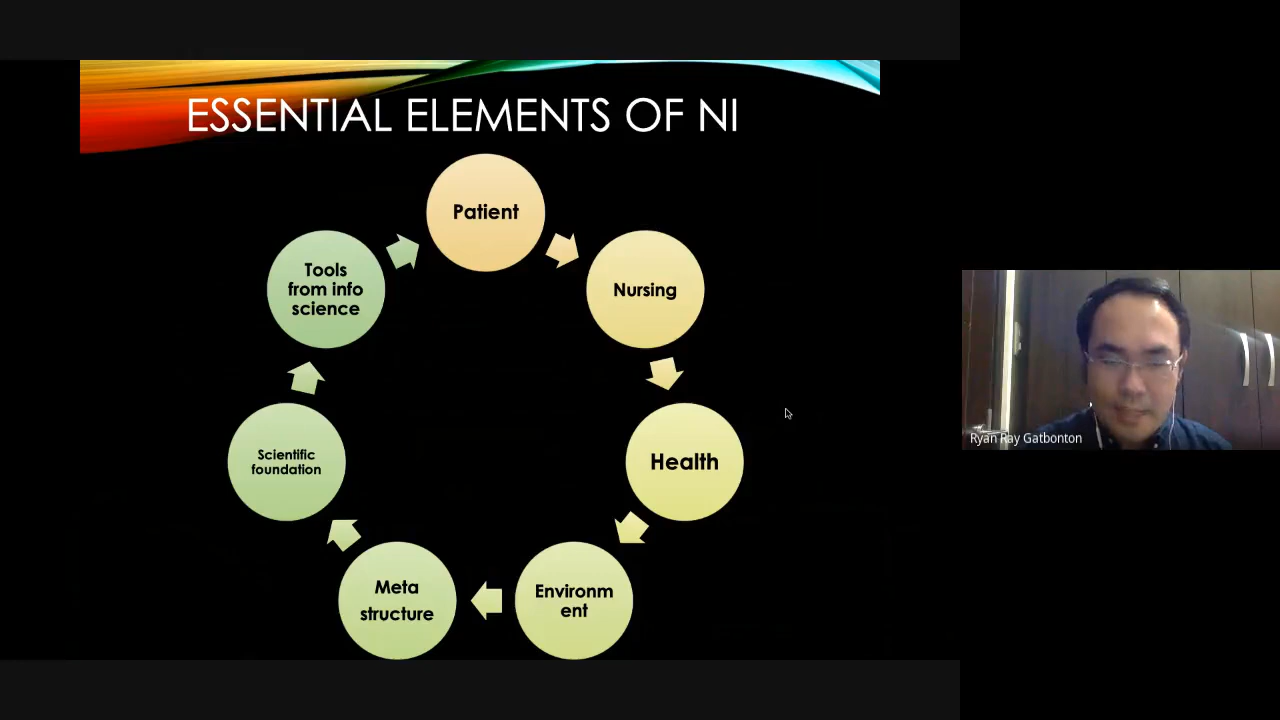 ESSENTIAL ELEMENTS OF NI
Patient
Nursing
Health
Environm
ent
Meta
structure
Scientific
foundation
Tools
from info
science
Ryan Ray Gatbonton